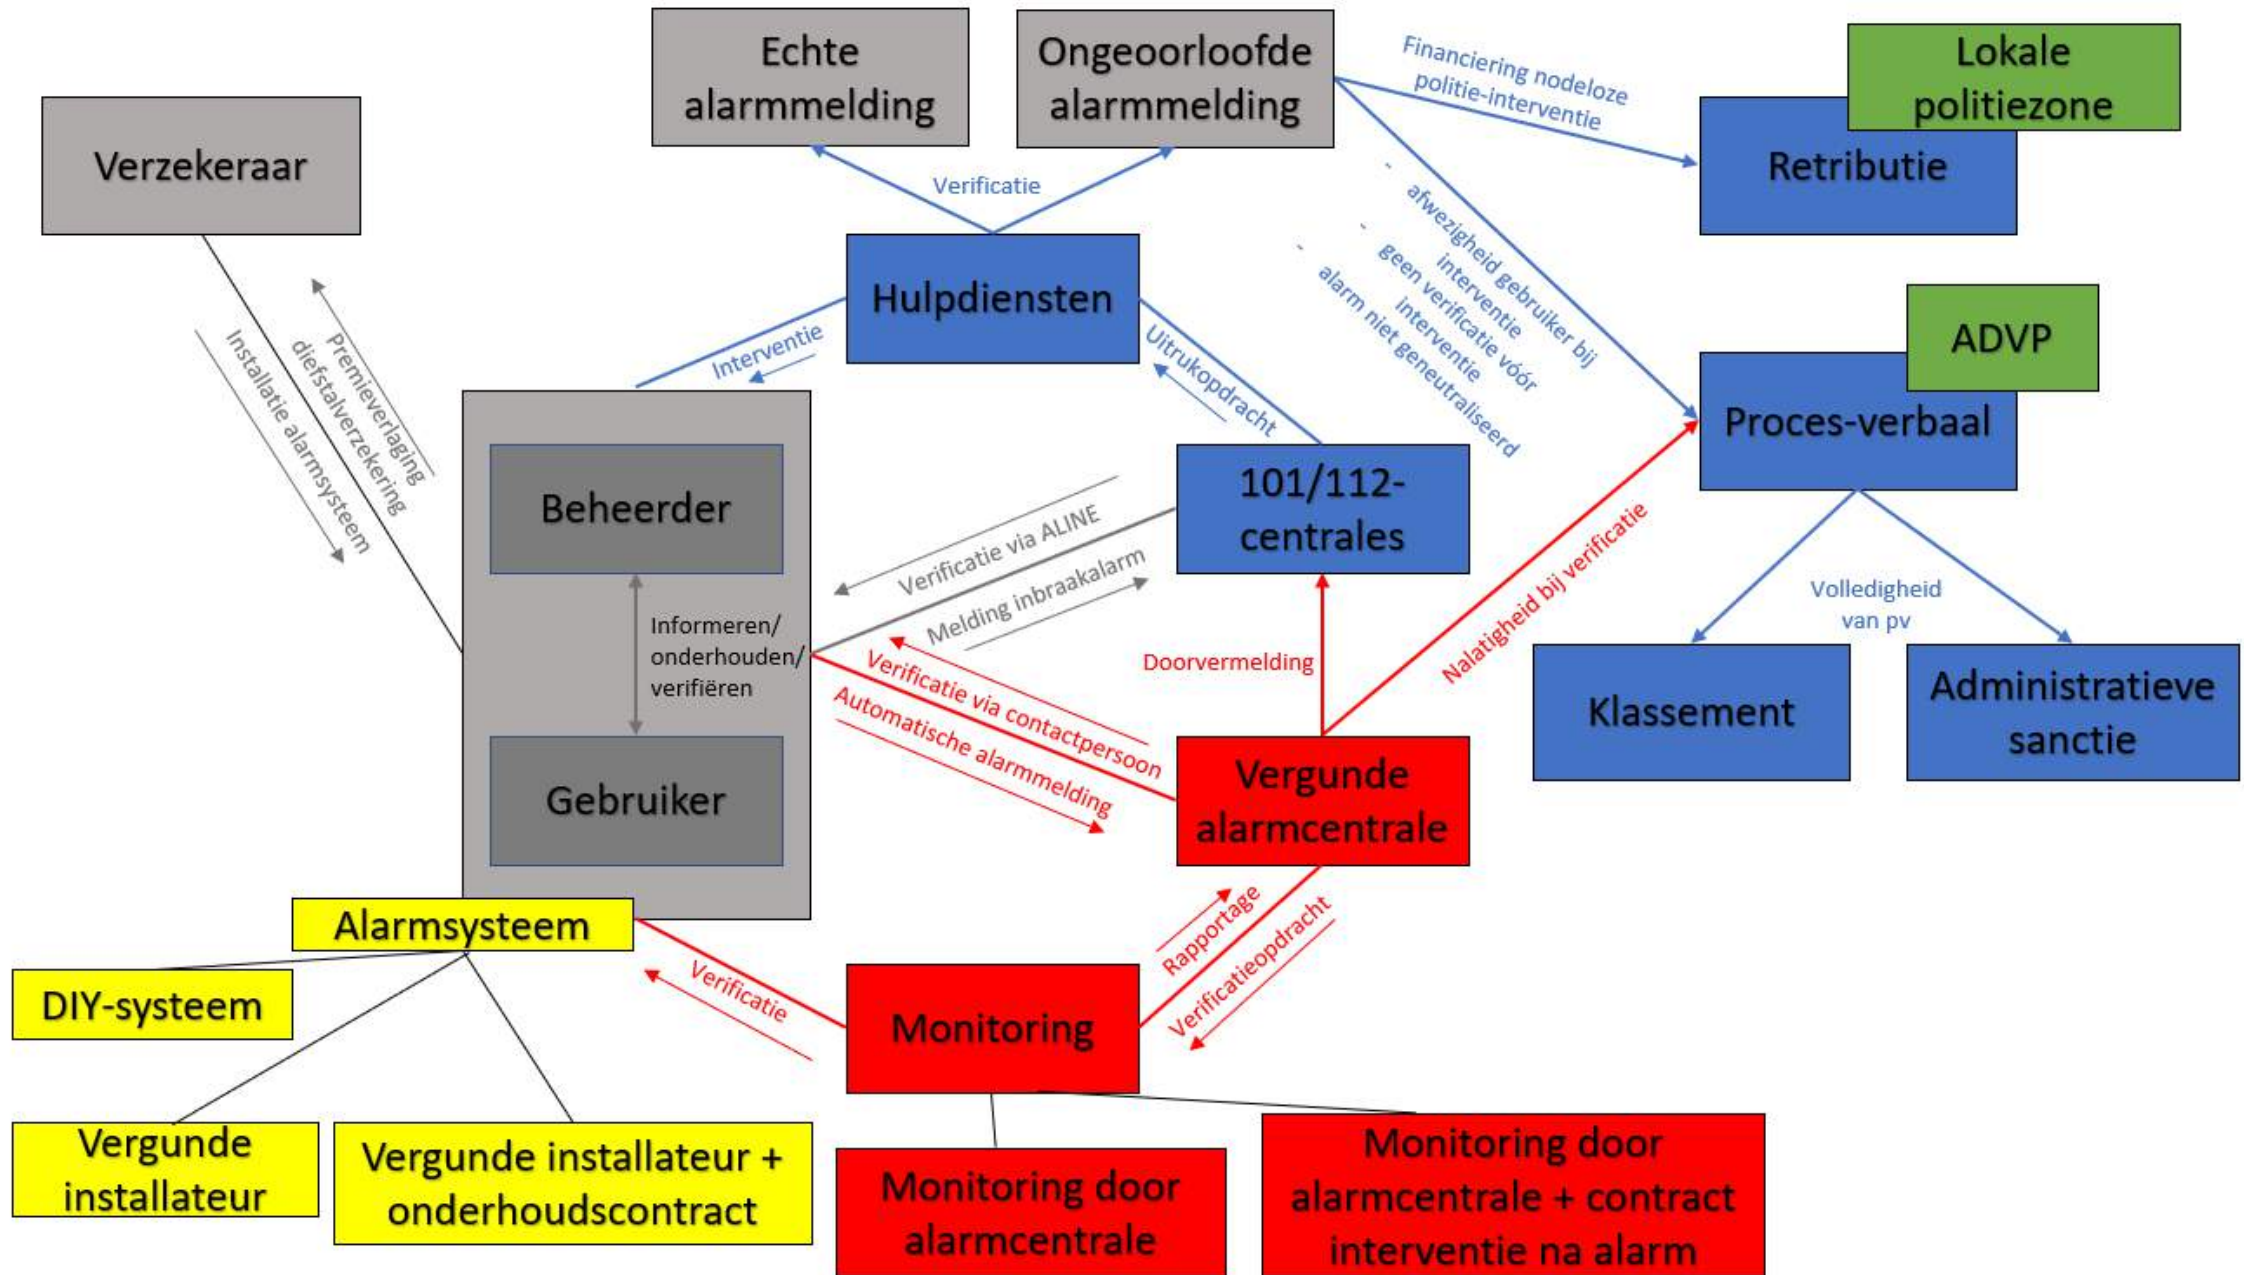 Echte
alarmmelding
Ongeoorloofde
alarmmelding
Financiering nodeloze
politie-interventie
Lokale
politiezone
Retributie
Verzekeraar
Verificatie
Hulpdiensten
- afwezigheid gebruiker bij
interventie
- geen verificatie vóór
interventie
- alarm niet geneutraliseerd
ADVP
Proces-verbaal
Premieverlaging
diefstalverzekering
Installatie alarmsysteem
Interventie
Uitrukopdracht
Beheerder
101/112-
centrales
Verificatie via ALINE
Melding inbraakalarm
Informeren/
onderhouden/
verifiëren
Verificatie via contactpersoon
Automatische alarmmelding
Doorvermelding
Nalatigheid bij verificatie
Volledigheid
van pv
Klassement
Administratieve
sanctie
Gebruiker
Vergunde
alarmcentrale
Alarmsysteem
Rapportage
Verificatieopdracht
Verificatie
DIY-systeem
Monitoring
Vergunde
installateur
Vergunde installateur +
onderhoudscontract
Monitoring door
alarmcentrale
Monitoring door
alarmcentrale + contract
interventie na alarm